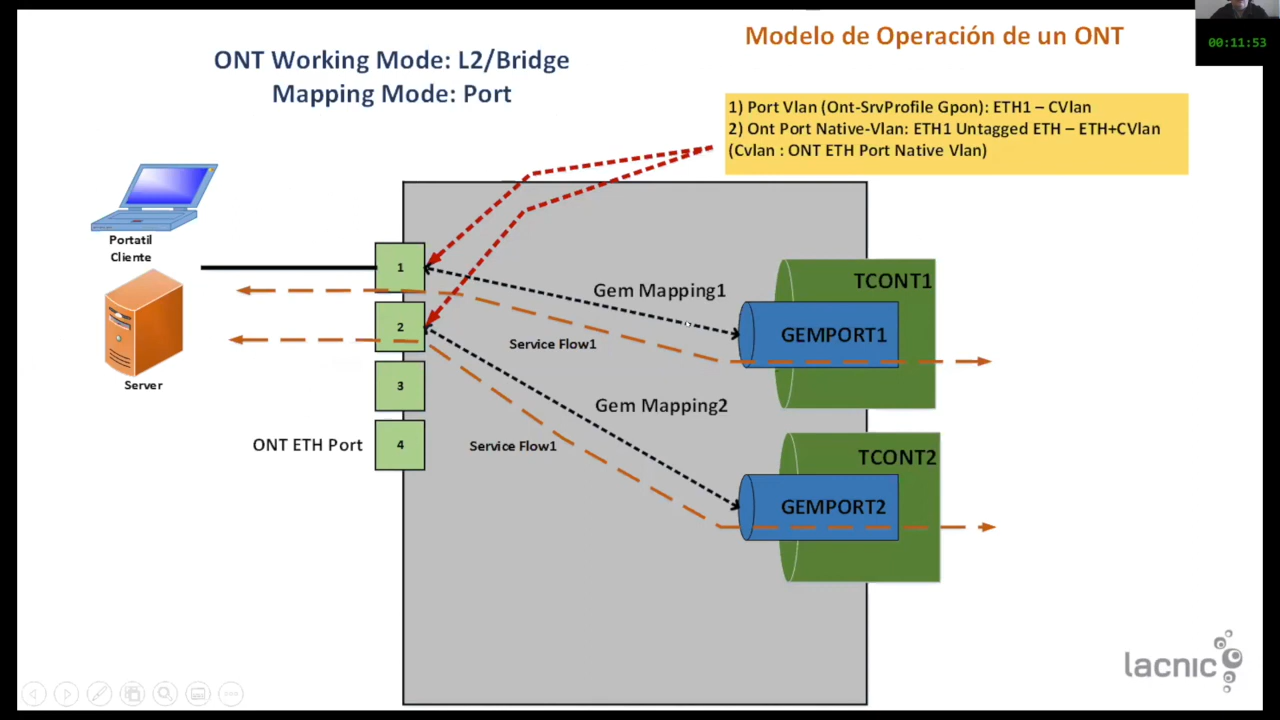 Modelo de Operación de un ONT
00:11:53
ONT Working Mode: L2/Bridge
Mapping Mode: Port
1) Port Vlan (Ont-SrvProfile Gpon): ETH1 – CVlan
2) Ont Port Native-Vlan: ETH1 Untagged ETH – ETH+CVlan
(Cvlan : ONT ETH Port Native Vlan)
Portatil
Cliente
Server
1
2
3
4
ONT ETH Port
Gem Mapping1
Service Flow1
Gem Mapping2
Service Flow1
TCONT1
GEMPORT1
TCONT2
GEMPORT2
lacnic